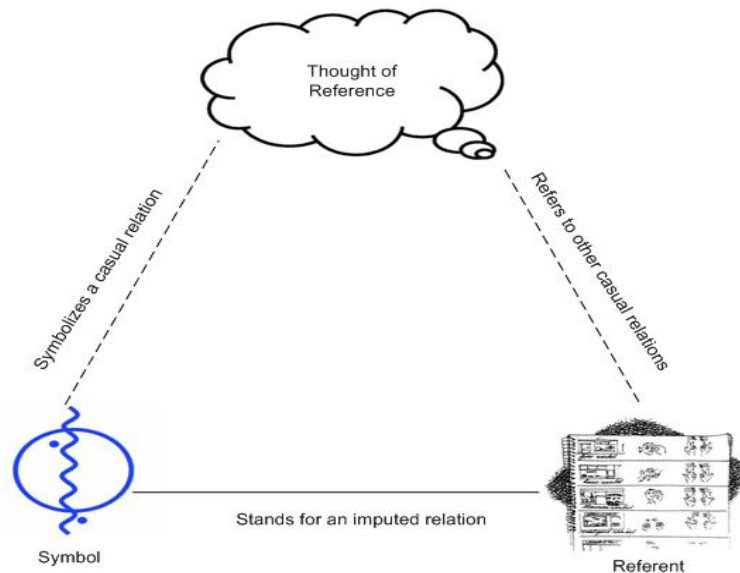 Thought of
Reference
Symbolizes a casual relation
Refers to other casual relations
Stands for an imputed relation
Symbol
Referent